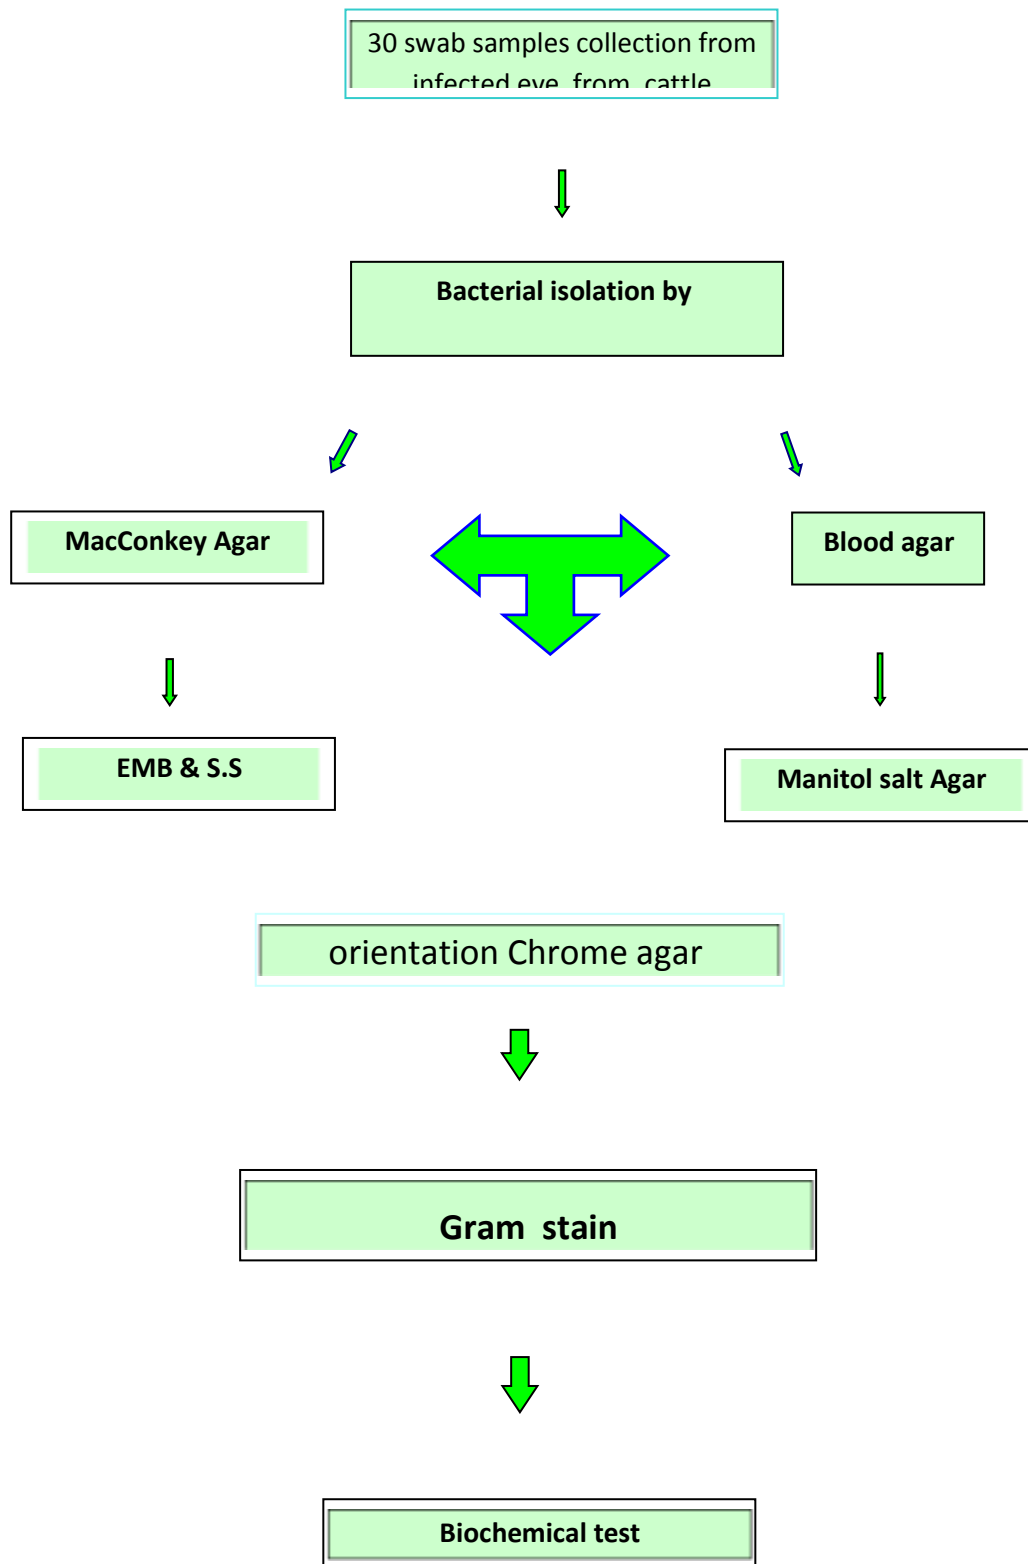 30 swab samples collection from
infected eye from cattle
Bacterial isolation by
MacConkey Agar
Blood agar
EMB & S.S
Manitol salt Agar
orientation Chrome agar
Gram stain
Biochemical test